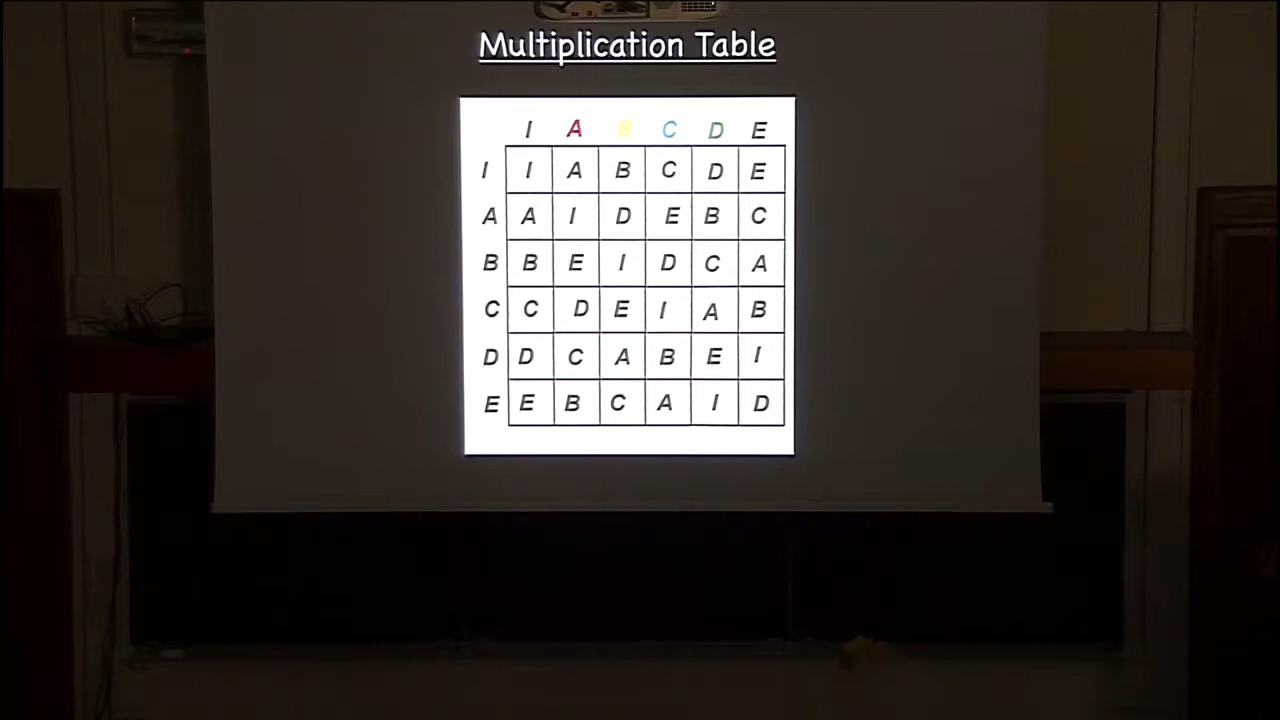 Multiplication Table
I A B C D E
I I A B C D E
A A I D E B C
B B E I D C A
C C D E I A B
D D C A B E I
E E B C A I D